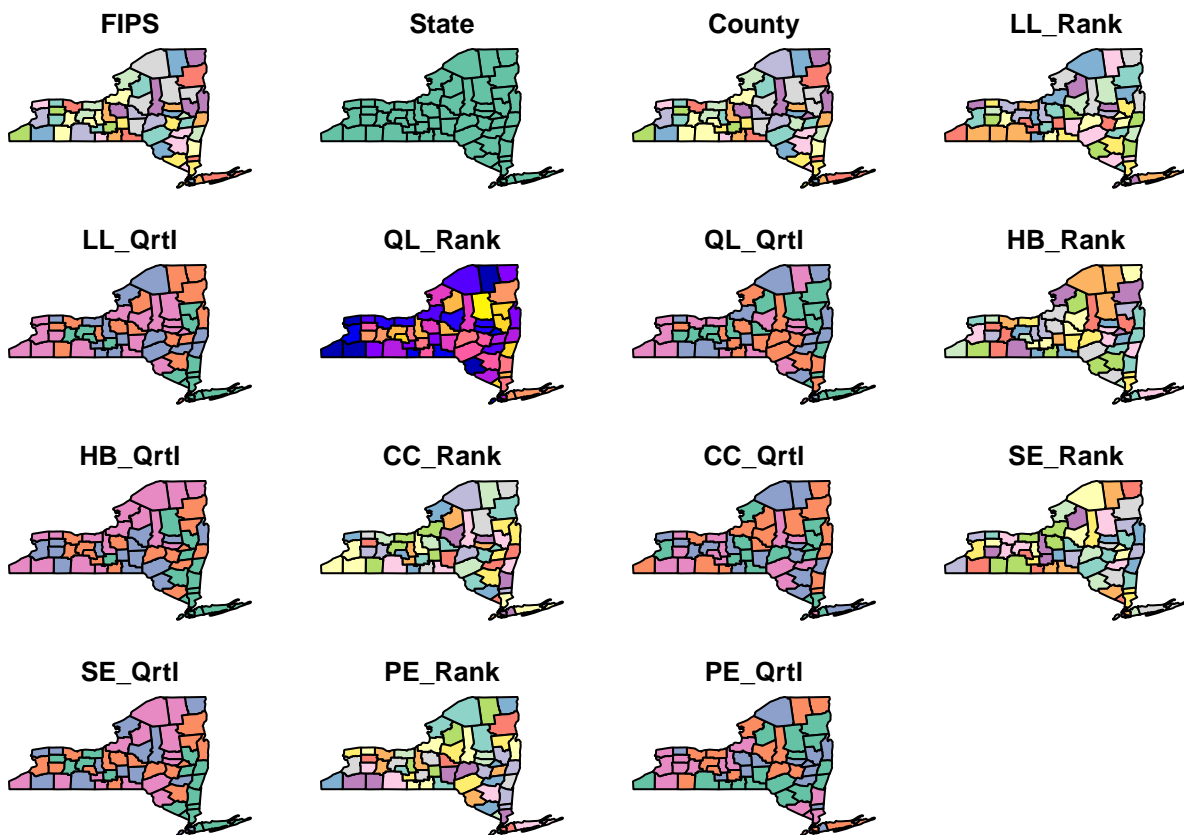 FIPS
State
County
LL_Rank
LL_Qrtl
QL_Rank
QL_Qrtl
HB_Rank
HB_Qrtl
CC_Rank
CC_Qrtl
SE_Rank
SE_Qrtl
PE_Rank
PE_Qrtl